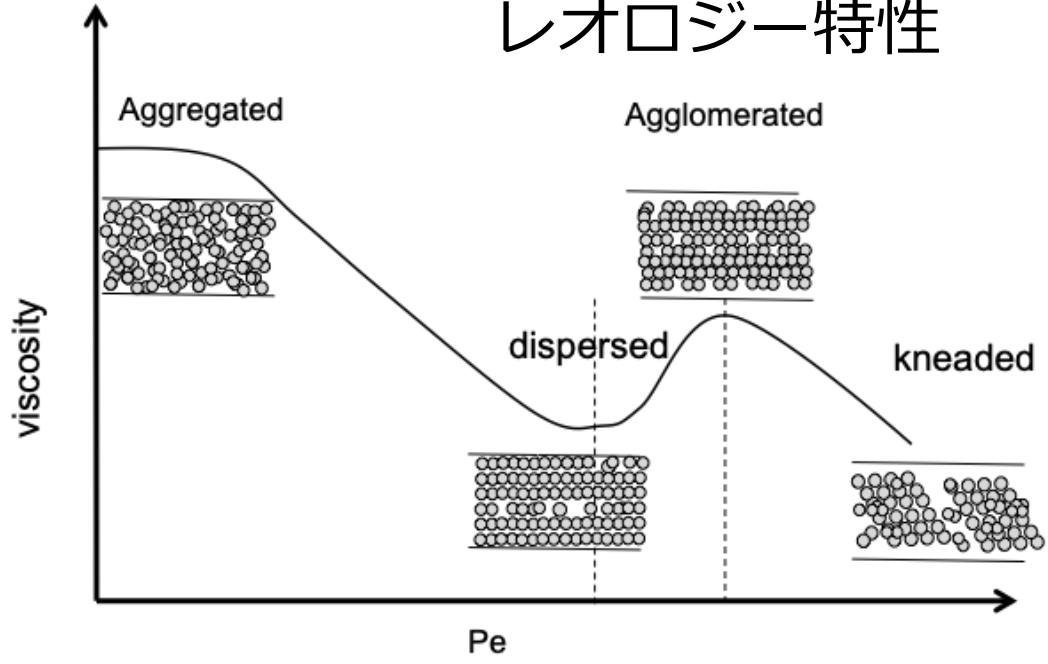 レオロジー特性
Aggregated
Agglomerated
dispersed
kneaded
viscosity
Pe